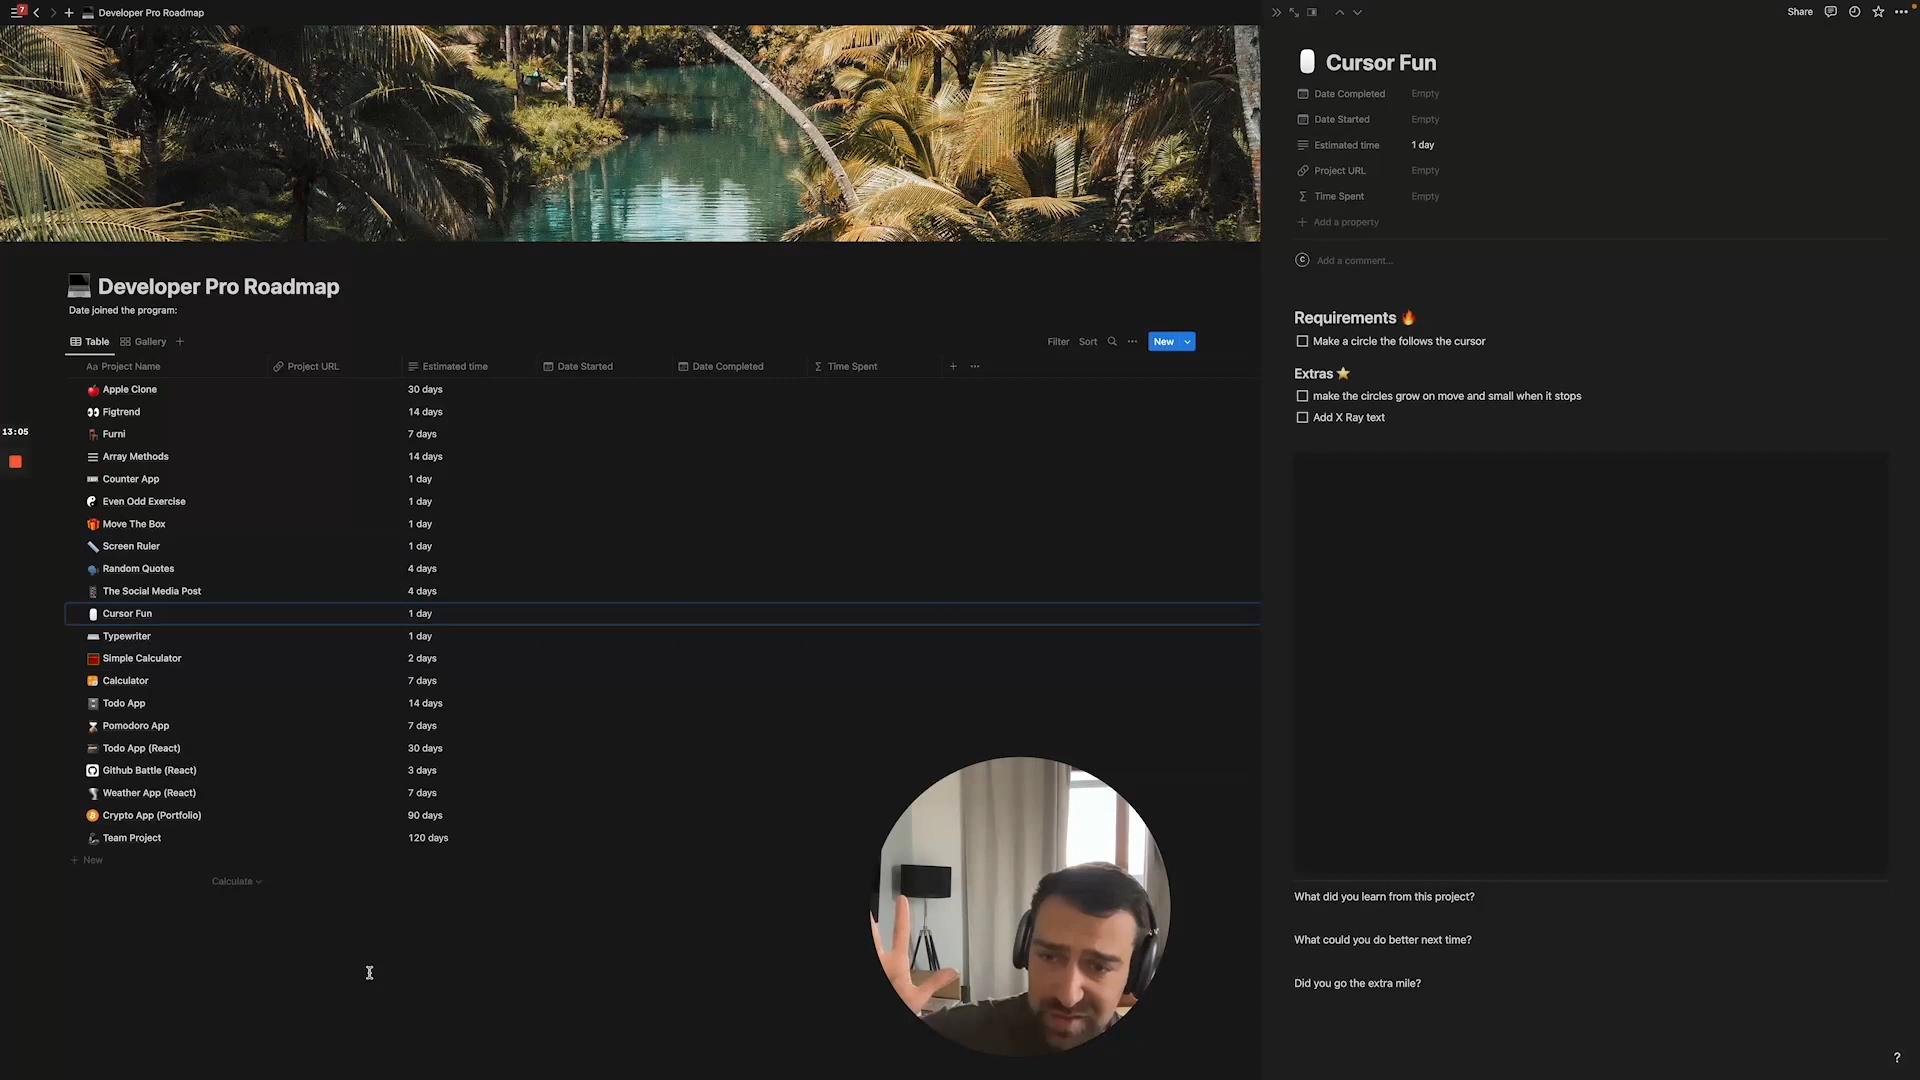 7
Developer Pro Roadmap
Share
Developer Pro Roadmap
Date joined the program:
Table
Gallery
Filter
Sort
New
Aa Project Name
Project URL
Estimated time
Date Started
Date Completed
Σ Time Spent
Apple Clone
30 days
Figtrend
14 days
Furni
7 days
Array Methods
14 days
Counter App
1 day
Even Odd Exercise
1 day
Move The Box
1 day
Screen Ruler
1 day
Random Quotes
4 days
The Social Media Post
4 days
Cursor Fun
1 day
Typewriter
1 day
Simple Calculator
2 days
Calculator
7 days
Todo App
14 days
Pomodoro App
7 days
Todo App (React)
30 days
Github Battle (React)
3 days
Weather App (React)
7 days
Crypto App (Portfolio)
90 days
Team Project
120 days
+ New
Calculate
13:05
Cursor Fun
Date Completed Empty
Date Started Empty
Estimated time 1 day
Project URL Empty
Σ Time Spent Empty
+ Add a property
C Add a comment...
Requirements
Make a circle the follows the cursor
Extras
make the circles grow on move and small when it stops
Add X Ray text
What did you learn from this project?
What could you do better next time?
Did you go the extra mile?
?